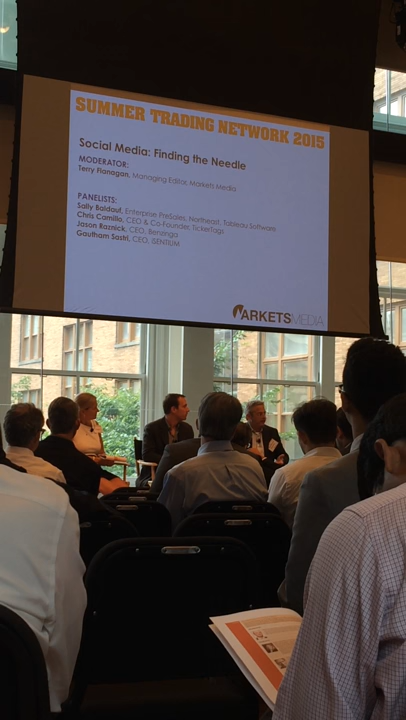 SUMMER TRADING NETWORK 2015
Social Media: Finding the Needle
MODERATOR:
Terry Flanagan, Managing Editor, Markets Media
PANELISTS:
Sally Baldauf, Enterprise PreSales, Northeast, Tableau Software
Chris Camillo, CEO & Co-Founder, TickerTags
Jason Raznick, CEO, Benzinga
Gautham Sastri, CEO, iSENTIUM
MARKETSMEDIA